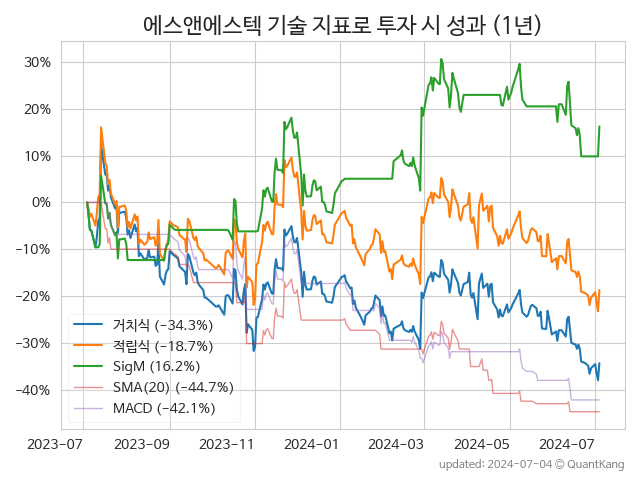 에스앤에스텍 기술 지표로 투자 시 성과 (1년)
30%
20%
10%
0%
−10%
−20%
−30%
−40%
거치식 (−34.3%)
적립식 (−18.7%)
SigM (16.2%)
SMA(20) (−44.7%)
MACD (−42.1%)
2023-07 2023-09 2023-11 2024-01 2024-03 2024-05 2024-07
updated: 2024-07-04 © QuantKang